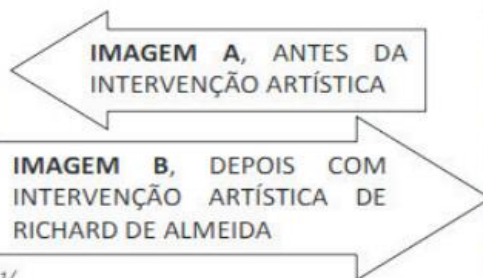 IMAGEM A, ANTES DA
INTERVENÇÃO ARTÍSTICA
IMAGEM B, DEPOIS COM
INTERVENÇÃO ARTÍSTICA DE
RICHARD DE ALMEIDA